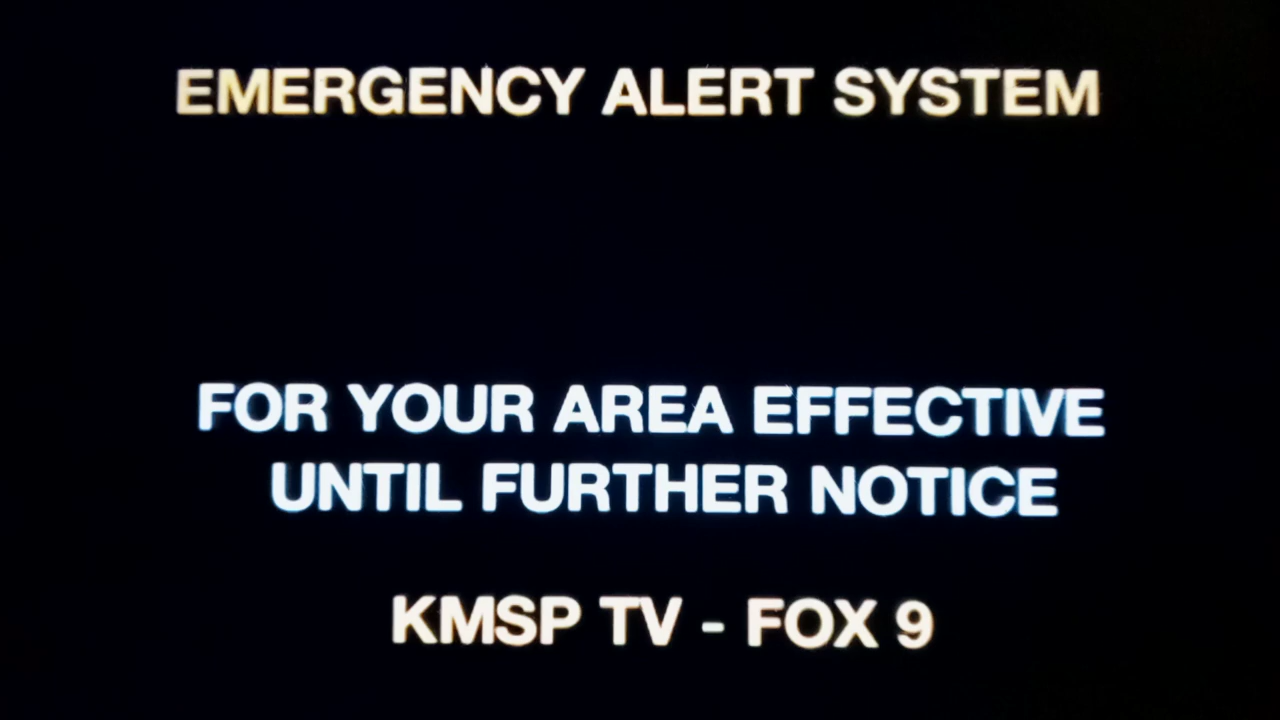 EMERGENCY ALERT SYSTEM
FOR YOUR AREA EFFECTIVE
UNTIL FURTHER NOTICE
KMSP TV - FOX 9